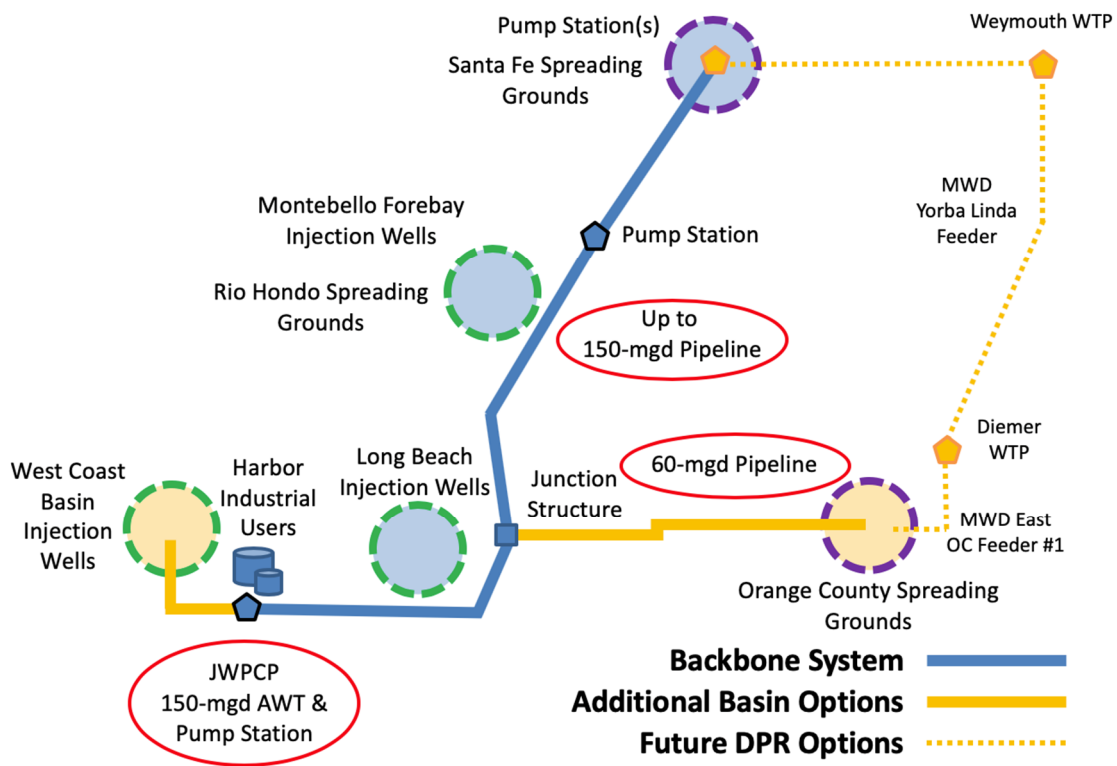 Pump Station(s)
Santa Fe Spreading
Grounds
Weymouth WTP
Montebello Forebay
Injection Wells
Rio Hondo Spreading
Grounds
Pump Station
MWD
Yorba Linda
Feeder
Up to
150-mgd Pipeline
West Coast
Basin
Injection
Wells
Harbor
Industrial
Users
Long Beach
Injection Wells
Junction
Structure
60-mgd Pipeline
Diemer
WTP
MWD East
OC Feeder #1
Orange County Spreading
Grounds
JWPCP
150-mgd AWT &
Pump Station
Backbone System
Additional Basin Options
Future DPR Options